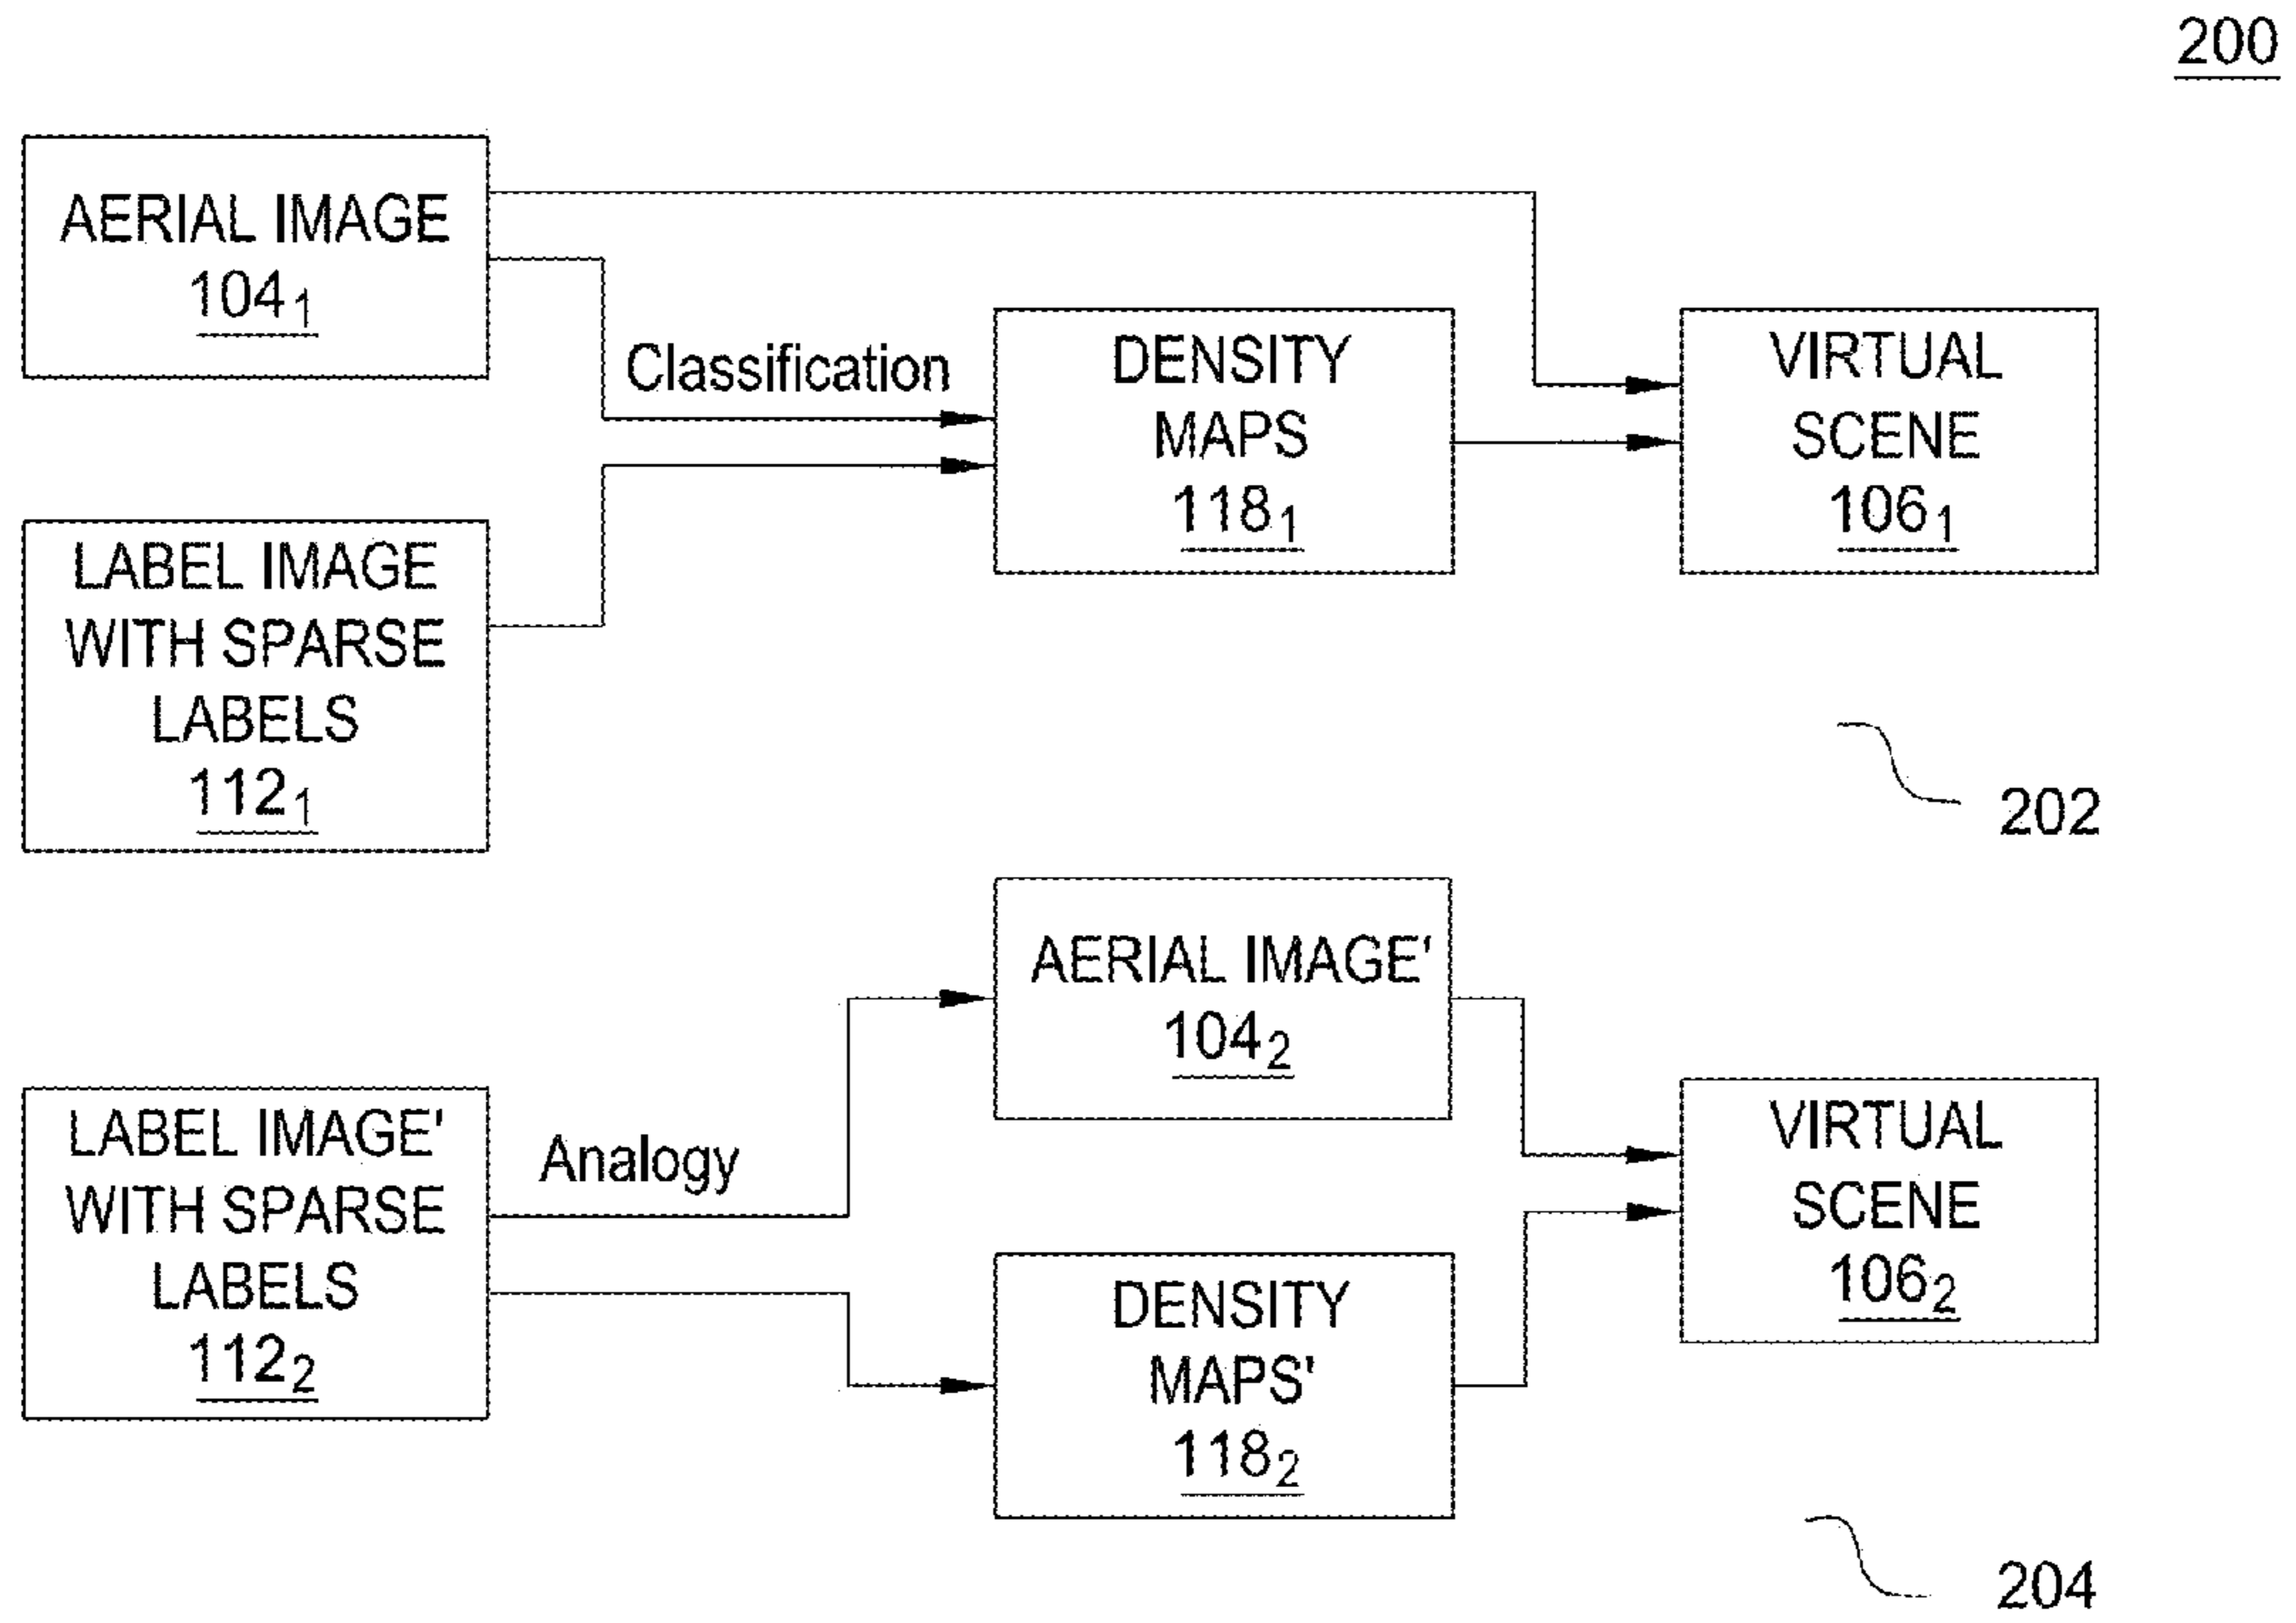 200
AERIAL IMAGE
104₁
Classification
DENSITY
MAPS
118₁
VIRTUAL
SCENE
106₁
LABEL IMAGE
WITH SPARSE
LABELS
112₁
202
AERIAL IMAGE'
104₂
LABEL IMAGE'
WITH SPARSE
LABELS
112₂
Analogy
DENSITY
MAPS'
118₂
VIRTUAL
SCENE
106₂
204